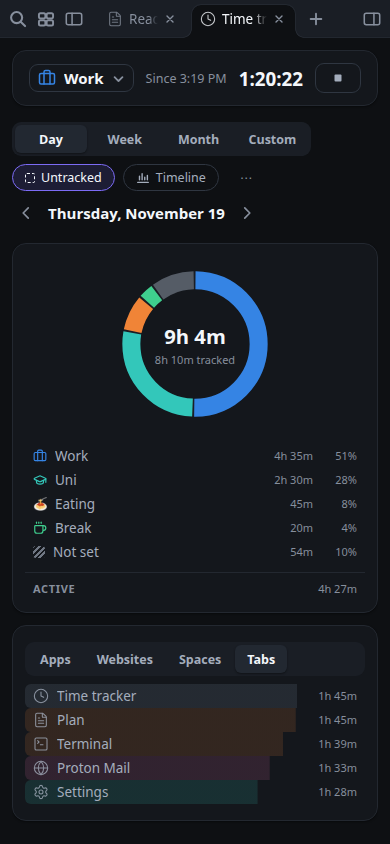 Read
Time tr
Work
Since 3:19 PM
1:20:22
Day Week Month Custom
Untracked Timeline ...
Thursday, November 19
9h 4m
8h 10m tracked
Work 4h 35m 51%
Uni 2h 30m 28%
Eating 45m 8%
Break 20m 4%
Not set 54m 10%
ACTIVE 4h 27m
Apps Websites Spaces Tabs
Time tracker 1h 45m
Plan 1h 45m
Terminal 1h 39m
Proton Mail 1h 33m
Settings 1h 28m